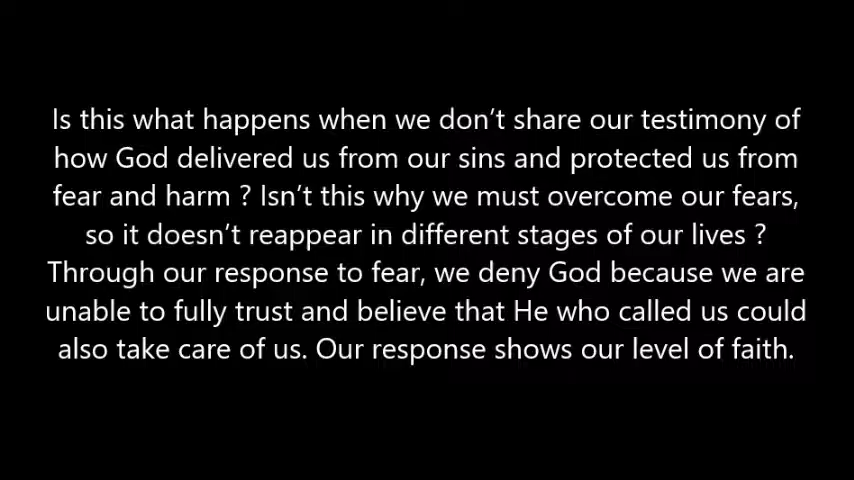 Is this what happens when we don’t share our testimony of
how God delivered us from our sins and protected us from
fear and harm ? Isn’t this why we must overcome our fears,
so it doesn’t reappear in different stages of our lives ?
Through our response to fear, we deny God because we are
unable to fully trust and believe that He who called us could
also take care of us. Our response shows our level of faith.